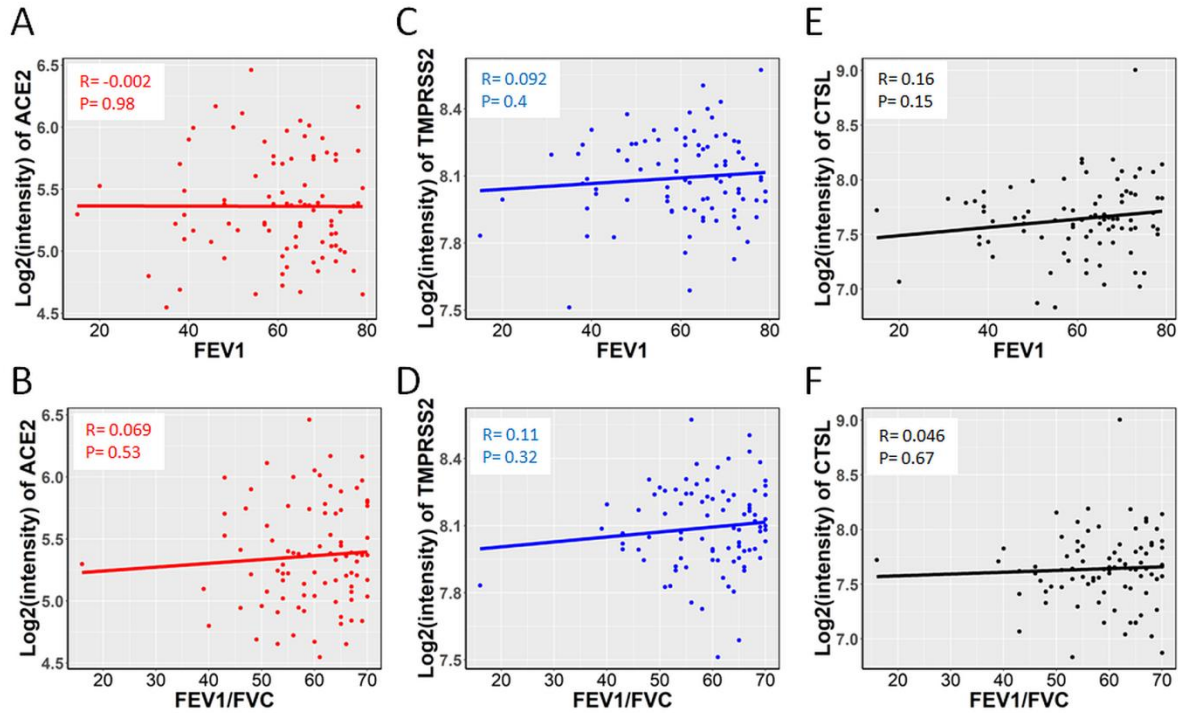 A
Log2(intensity) of ACE2
6.5
6.0
5.5
5.0
4.5
R= -0.002
P= 0.98
20
40
60
80
FEV1
C
Log2(intensity) of TMPRSS2
8.4
8.1
7.8
7.5
R= 0.092
P= 0.4
20
40
60
80
FEV1
E
Log2(intensity) of CTSL
9.0
8.5
8.0
7.5
7.0
R= 0.16
P= 0.15
20
40
60
80
FEV1
B
Log2(intensity) of ACE2
6.5
6.0
5.5
5.0
4.5
R= 0.069
P= 0.53
20
30
40
50
60
70
FEV1/FVC
D
Log2(intensity) of TMPRSS2
8.4
8.1
7.8
7.5
R= 0.11
P= 0.32
20
30
40
50
60
70
FEV1/FVC
F
Log2(intensity) of CTSL
9.0
8.5
8.0
7.5
7.0
R= 0.046
P= 0.67
20
30
40
50
60
70
FEV1/FVC